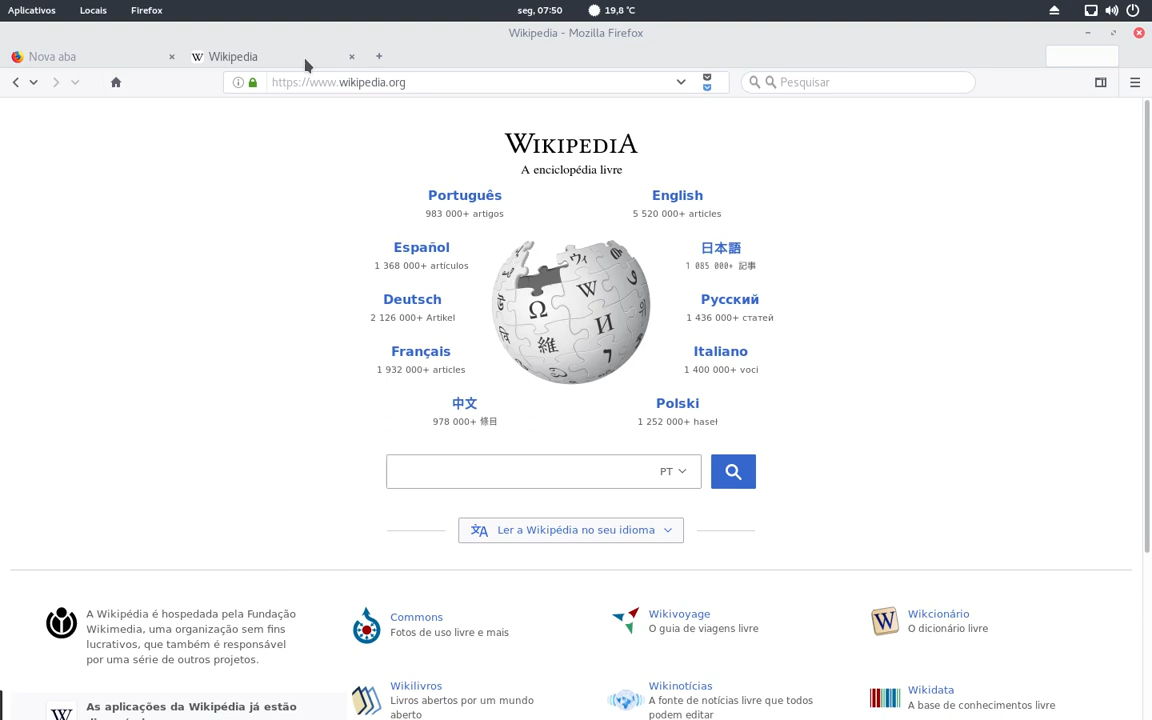 Aplicativos Locais Firefox seg, 07:50 19,8 °C
Wikipedia - Mozilla Firefox
Nova aba × W Wikipedia × +
https://www.wikipedia.org Pesquisar
WIKIPEDIA
A enciclopédia livre
Português English
983 000+ artigos 5 520 000+ articles
Español 日本語
1 368 000+ artículos 1 085 000+ 記事
Deutsch Русский
2 126 000+ Artikel 1 436 000+ статей
Français Italiano
1 932 000+ articles 1 400 000+ voci
中文 Polski
978 000+ 條目 1 252 000+ haseł
Ω W И 維 ウィ
PT
Ler a Wikipédia no seu idioma
A Wikipédia é hospedada pela Fundação
Wikimedia, uma organização sem fins
lucrativos, que também é responsável
por uma série de outros projetos.
Commons
Fotos de uso livre e mais
Wikivoyage
O guia de viagens livre
W
Wikcionário
O dicionário livre
W
As aplicações da Wikipédia já estão
Wikilivros
Livros abertos por um mundo
aberto
Wikinotícias
A fonte de notícias livre que todos
podem editar
Wikidata
A base de conhecimentos livre